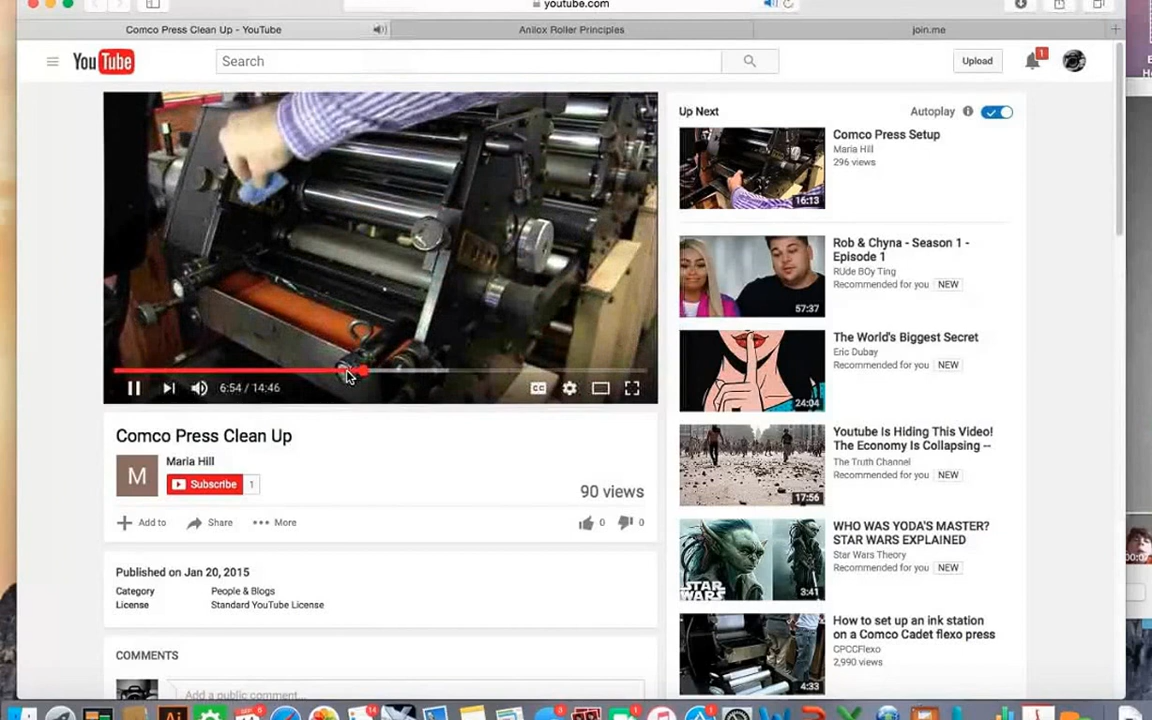 youtube.com
Comco Press Clean Up - YouTube
Anilox Roller Principles
join.me
YouTube
Search
Upload
1
Up Next
Autoplay
Comco Press Setup
Maria Hill
296 views
16:13
Rob & Chyna - Season 1 -
Episode 1
RUde BOy Ting
Recommended for you NEW
57:37
The World's Biggest Secret
Eric Dubay
Recommended for you NEW
24:04
Youtube Is Hiding This Video!
The Economy Is Collapsing --
The Truth Channel
Recommended for you NEW
17:56
WHO WAS YODA'S MASTER?
STAR WARS EXPLAINED
Star Wars Theory
Recommended for you NEW
STAR
WARS
3:41
How to set up an ink station
on a Comco Cadet flexo press
CPCCFlexo
2,990 views
4:33
6:54 / 14:46
CC
Comco Press Clean Up
M
Maria Hill
Subscribe 1
90 views
Add to Share More
0 0
Published on Jan 20, 2015
Category People & Blogs
License Standard YouTube License
COMMENTS
Add a public comment...